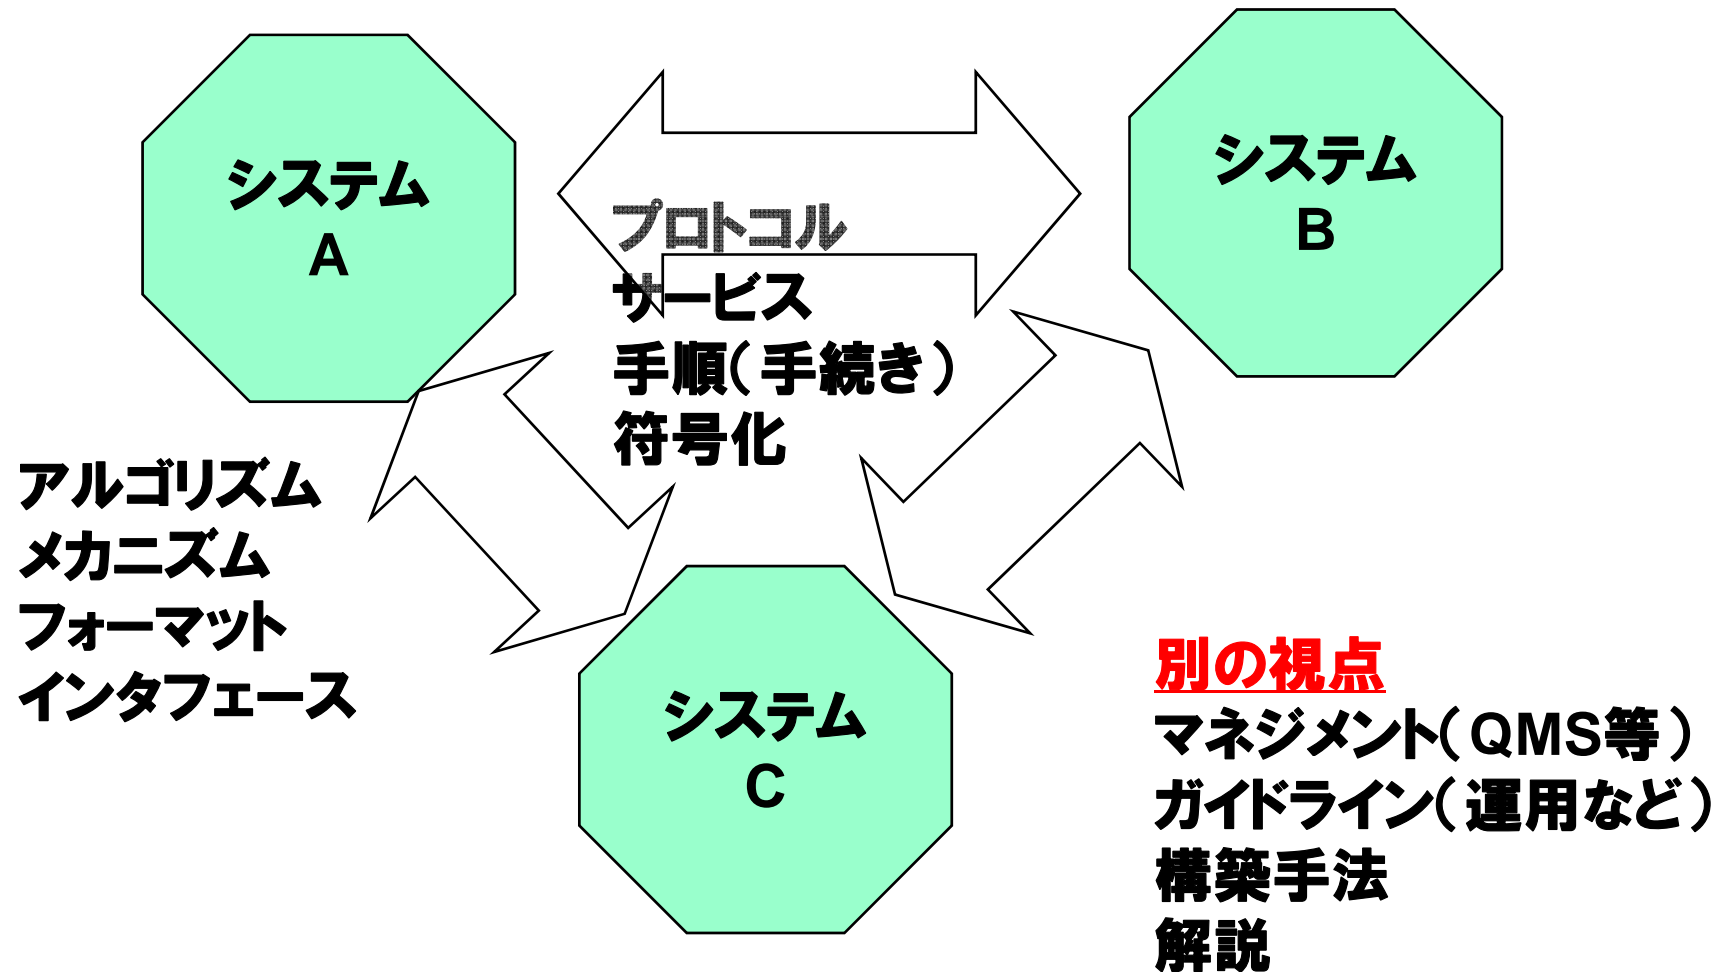 システム
A
システム
B
プロトコル
サービス
手順(手続き)
符号化
アルゴリズム
メカニズム
フォーマット
インタフェース
システム
C
別の視点
マネジメント(QMS等)
ガイドライン(運用など)
構築手法
解説